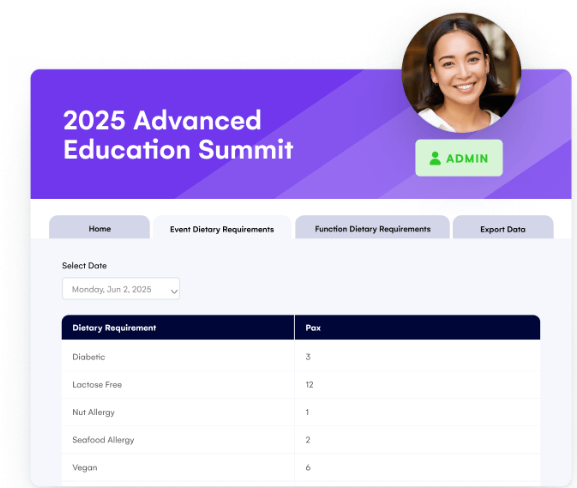 2025 Advanced
Education Summit
ADMIN
Home
Event Dietary Requirements
Function Dietary Requirements
Export Data
Select Date
Monday, Jun 2, 2025
Dietary Requirement Pax
Diabetic 3
Lactose Free 12
Nut Allergy 1
Seafood Allergy 2
Vegan 6